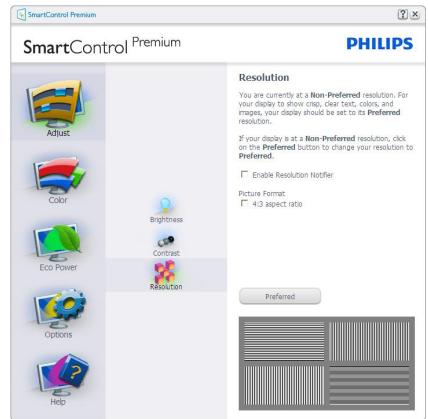 SmartControl Premium
? ×
SmartControl Premium
PHILIPS
Adjust
Color
Eco Power
Options
Help
Brightness
Contrast
Resolution
Resolution
You are currently at a Non-Preferred resolution. For
your display to show crisp, clear text, colors, and
images, your display should be set to its Preferred
resolution.
If your display is at a Non-Preferred resolution, click
on the Preferred button to change your resolution to
Preferred.
Enable Resolution Notifier
Picture Format
4:3 aspect ratio
Preferred
?